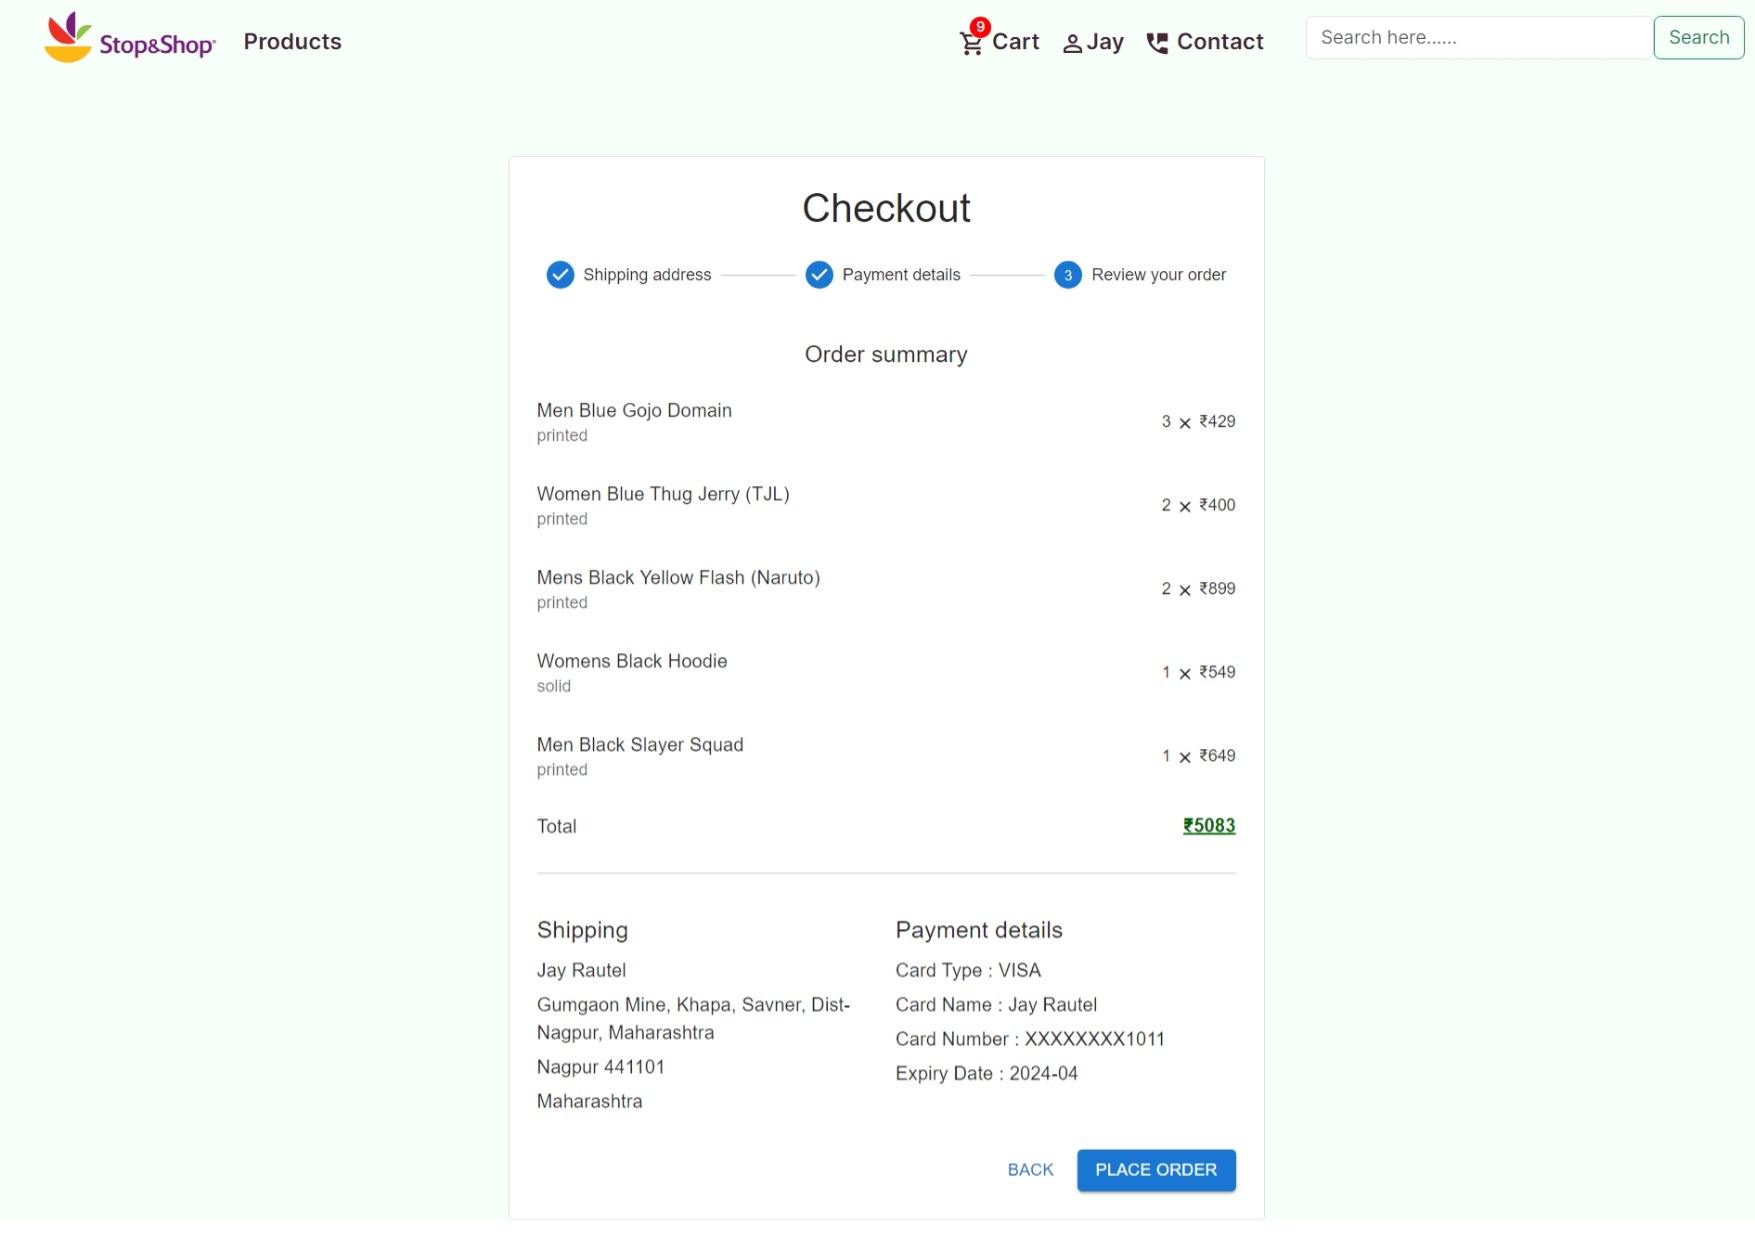 Stop&Shop Products 9 Cart Jay Contact Search here...... Search
Checkout
Shipping address Payment details 3 Review your order
Order summary
Men Blue Gojo Domain
printed
3 × ₹429
Women Blue Thug Jerry (TJL)
printed
2 × ₹400
Mens Black Yellow Flash (Naruto)
printed
2 × ₹899
Womens Black Hoodie
solid
1 × ₹549
Men Black Slayer Squad
printed
1 × ₹649
Total ₹5083
Shipping
Jay Rautel
Gumgaon Mine, Khapa, Savner, Dist-
Nagpur, Maharashtra
Nagpur 441101
Maharashtra
Payment details
Card Type : VISA
Card Name : Jay Rautel
Card Number : XXXXXXXX1011
Expiry Date : 2024-04
BACK PLACE ORDER